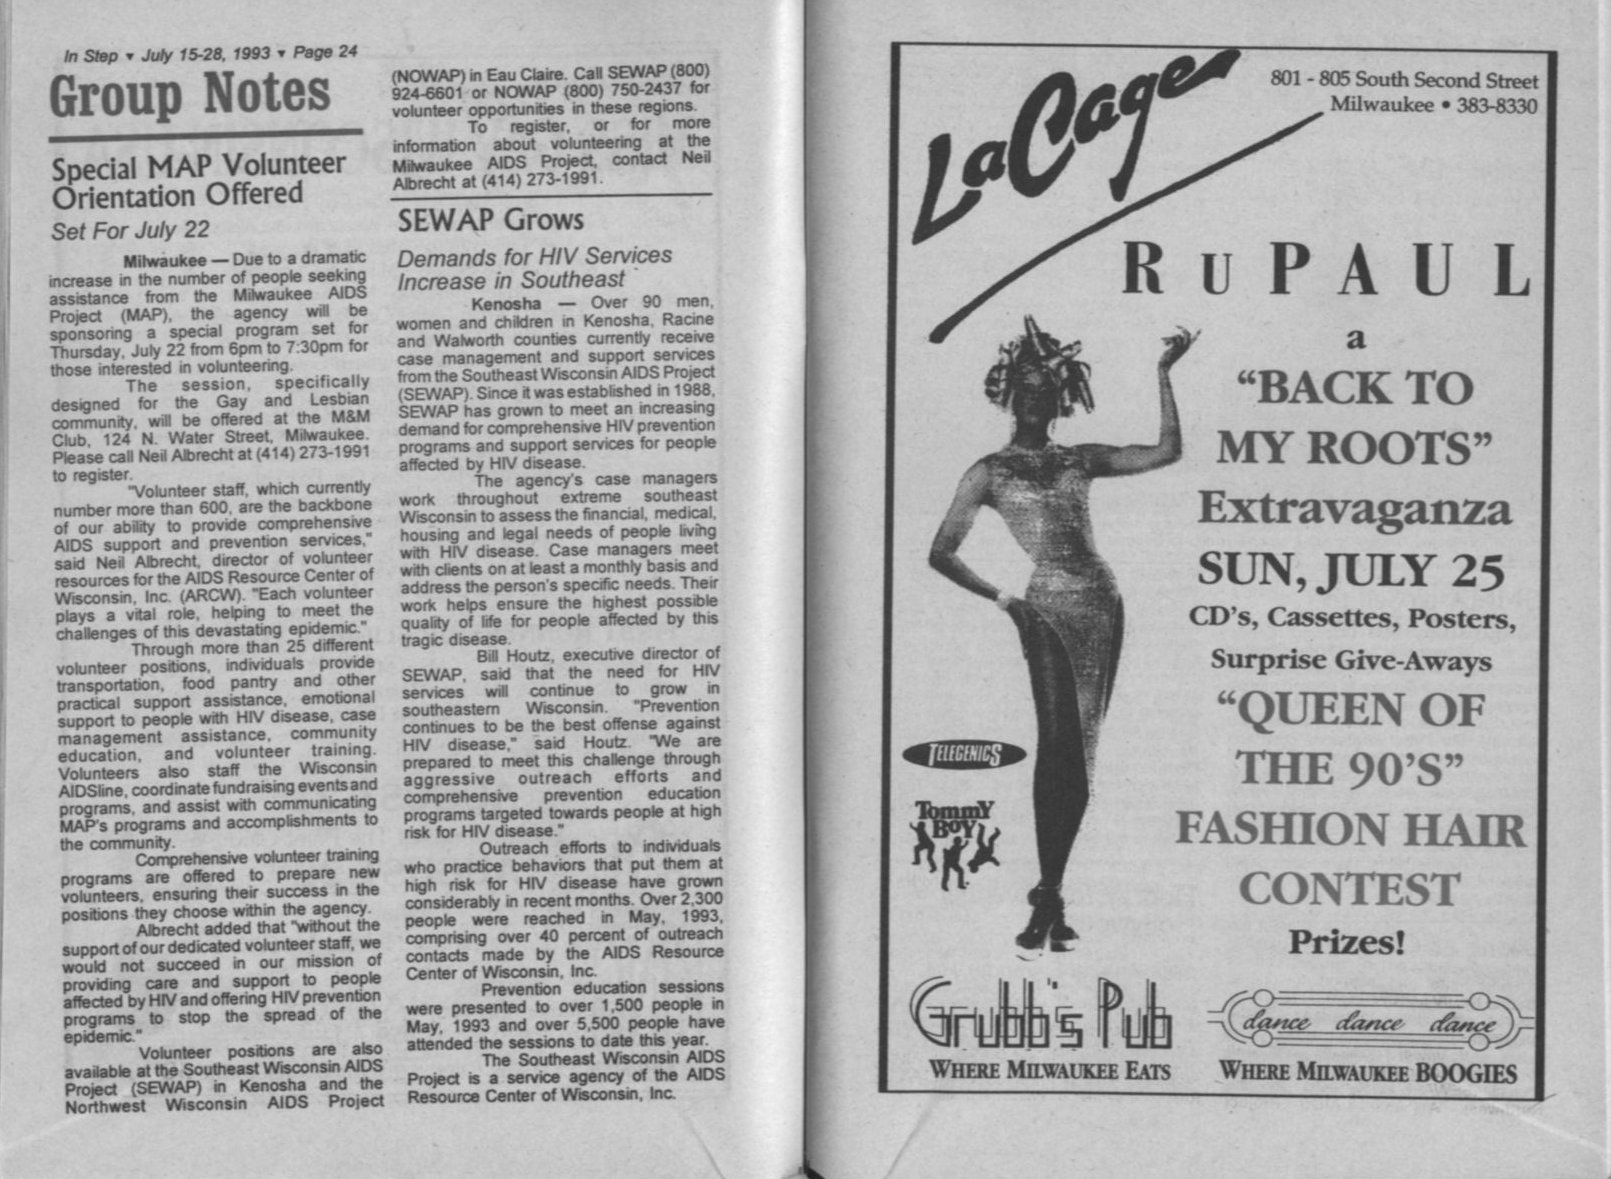 In Step ▾ July 15-28, 1993 ▾ Page 24
Group Notes
Special MAP Volunteer
Orientation Offered
Set For July 22
Milwaukee — Due to a dramatic
increase in the number of people seeking
assistance from the Milwaukee AIDS
Project (MAP), the agency will be
sponsoring a special program set for
Thursday, July 22 from 6pm to 7:30pm for
those interested in volunteering.
The session, specifically
designed for the Gay and Lesbian
community, will be offered at the M&M
Club, 124 N. Water Street, Milwaukee.
Please call Neil Albrecht at (414) 273-1991
to register.
"Volunteer staff, which currently
number more than 600, are the backbone
of our ability to provide comprehensive
AIDS support and prevention services,"
said Neil Albrecht, director of volunteer
resources for the AIDS Resource Center of
Wisconsin, Inc. (ARCW). "Each volunteer
plays a vital role, helping to meet the
challenges of this devastating epidemic."
Through more than 25 different
volunteer positions, individuals provide
transportation, food pantry and other
practical support assistance, emotional
support to people with HIV disease, case
management assistance, community
education, and volunteer training.
Volunteers also staff the Wisconsin
AIDSline, coordinate fundraising events and
programs, and assist with communicating
MAP's programs and accomplishments to
the community.
Comprehensive volunteer training
programs are offered to prepare new
volunteers, ensuring their success in the
positions they choose within the agency.
Albrecht added that "without the
support of our dedicated volunteer staff, we
would not succeed in our mission of
providing care and support to people
affected by HIV and offering HIV prevention
programs to stop the spread of the
epidemic."
Volunteer positions are also
available at the Southeast Wisconsin AIDS
Project (SEWAP) in Kenosha and the
Northwest Wisconsin AIDS Project
(NOWAP) in Eau Claire. Call SEWAP (800)
924-6601 or NOWAP (800) 750-2437 for
volunteer opportunities in these regions.
To register, or for more
information about volunteering at the
Milwaukee AIDS Project, contact Neil
Albrecht at (414) 273-1991.
SEWAP Grows
Demands for HIV Services
Increase in Southeast
Kenosha — Over 90 men,
women and children in Kenosha, Racine
and Walworth counties currently receive
case management and support services
from the Southeast Wisconsin AIDS Project
(SEWAP). Since it was established in 1988,
SEWAP has grown to meet an increasing
demand for comprehensive HIV prevention
programs and support services for people
affected by HIV disease.
The agency's case managers
work throughout extreme southeast
Wisconsin to assess the financial, medical,
housing and legal needs of people living
with HIV disease. Case managers meet
with clients on at least a monthly basis and
address the person's specific needs. Their
work helps ensure the highest possible
quality of life for people affected by this
tragic disease.
Bill Houtz, executive director of
SEWAP, said that the need for HIV
services will continue to grow in
southeastern Wisconsin. "Prevention
continues to be the best offense against
HIV disease," said Houtz. "We are
prepared to meet this challenge through
aggressive outreach efforts and
comprehensive prevention education
programs targeted towards people at high
risk for HIV disease."
Outreach efforts to individuals
who practice behaviors that put them at
high risk for HIV disease have grown
considerably in recent months. Over 2,300
people were reached in May, 1993,
comprising over 40 percent of outreach
contacts made by the AIDS Resource
Center of Wisconsin, Inc.
Prevention education sessions
were presented to over 1,500 people in
May, 1993 and over 5,500 people have
attended the sessions to date this year.
The Southeast Wisconsin AIDS
Project is a service agency of the AIDS
Resource Center of Wisconsin, Inc.
La Cage
801 - 805 South Second Street
Milwaukee • 383-8330
RUPAUL
a
"BACK TO
MY ROOTS"
Extravaganza
SUN, JULY 25
CD's, Cassettes, Posters,
Surprise Give-Aways
"QUEEN OF
THE 90'S"
FASHION HAIR
CONTEST
Prizes!
TELEGENICS
Tommy
BOY
Grubb's Pub
WHERE MILWAUKEE EATS
dance dance dance
WHERE MILWAUKEE BOOGIES